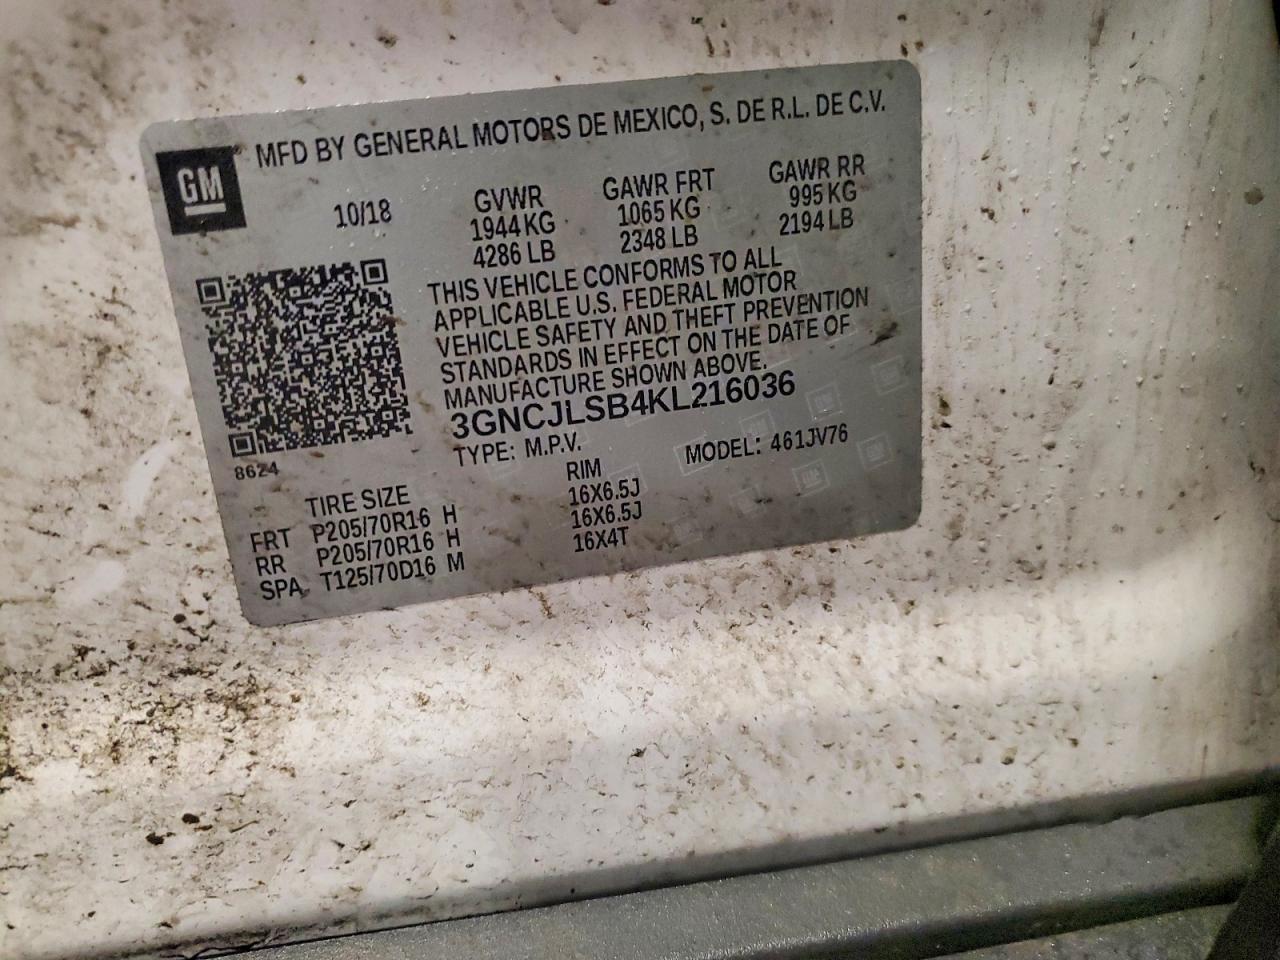 MFD BY GENERAL MOTORS DE MEXICO, S. DE R.L. DE C.V.
GM
10/18
GVWR GAWR FRT GAWR RR
1944 KG 1065 KG 995 KG
4286 LB 2348 LB 2194 LB
THIS VEHICLE CONFORMS TO ALL
APPLICABLE U.S. FEDERAL MOTOR
VEHICLE SAFETY AND THEFT PREVENTION
STANDARDS IN EFFECT ON THE DATE OF
MANUFACTURE SHOWN ABOVE.
3GNCJLSB4KL216036
TYPE: M.P.V. MODEL: 461JV76
8624
TIRE SIZE RIM
FRT P205/70R16 H 16X6.5J
RR P205/70R16 H 16X6.5J
SPA T125/70D16 M 16X4T